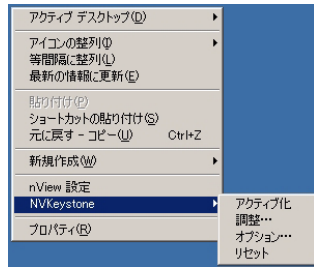 アクティブ デスクトップ(D)
アイコンの整列(I)
等間隔に整列(L)
最新の情報に更新(E)
貼り付け(P)
ショートカットの貼り付け(S)
元に戻す - コピー(U) Ctrl+Z
新規作成(W)
nView 設定
NVKeystone
プロパティ(R)
アクティブ化
調整…
オプション…
リセット